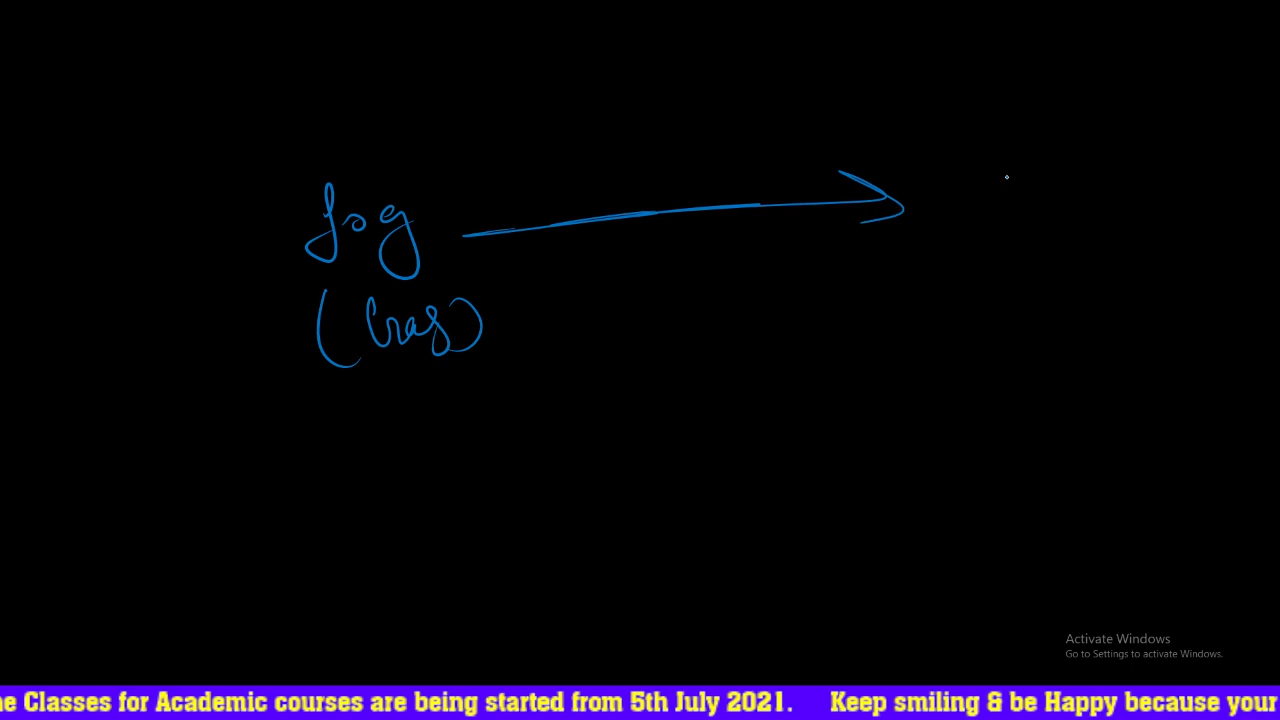 fog
Activate Windows
Go to Settings to activate Windows.
ne Classes for Academic courses are being started from 5th July 2021. Keep smiling & be Happy because your